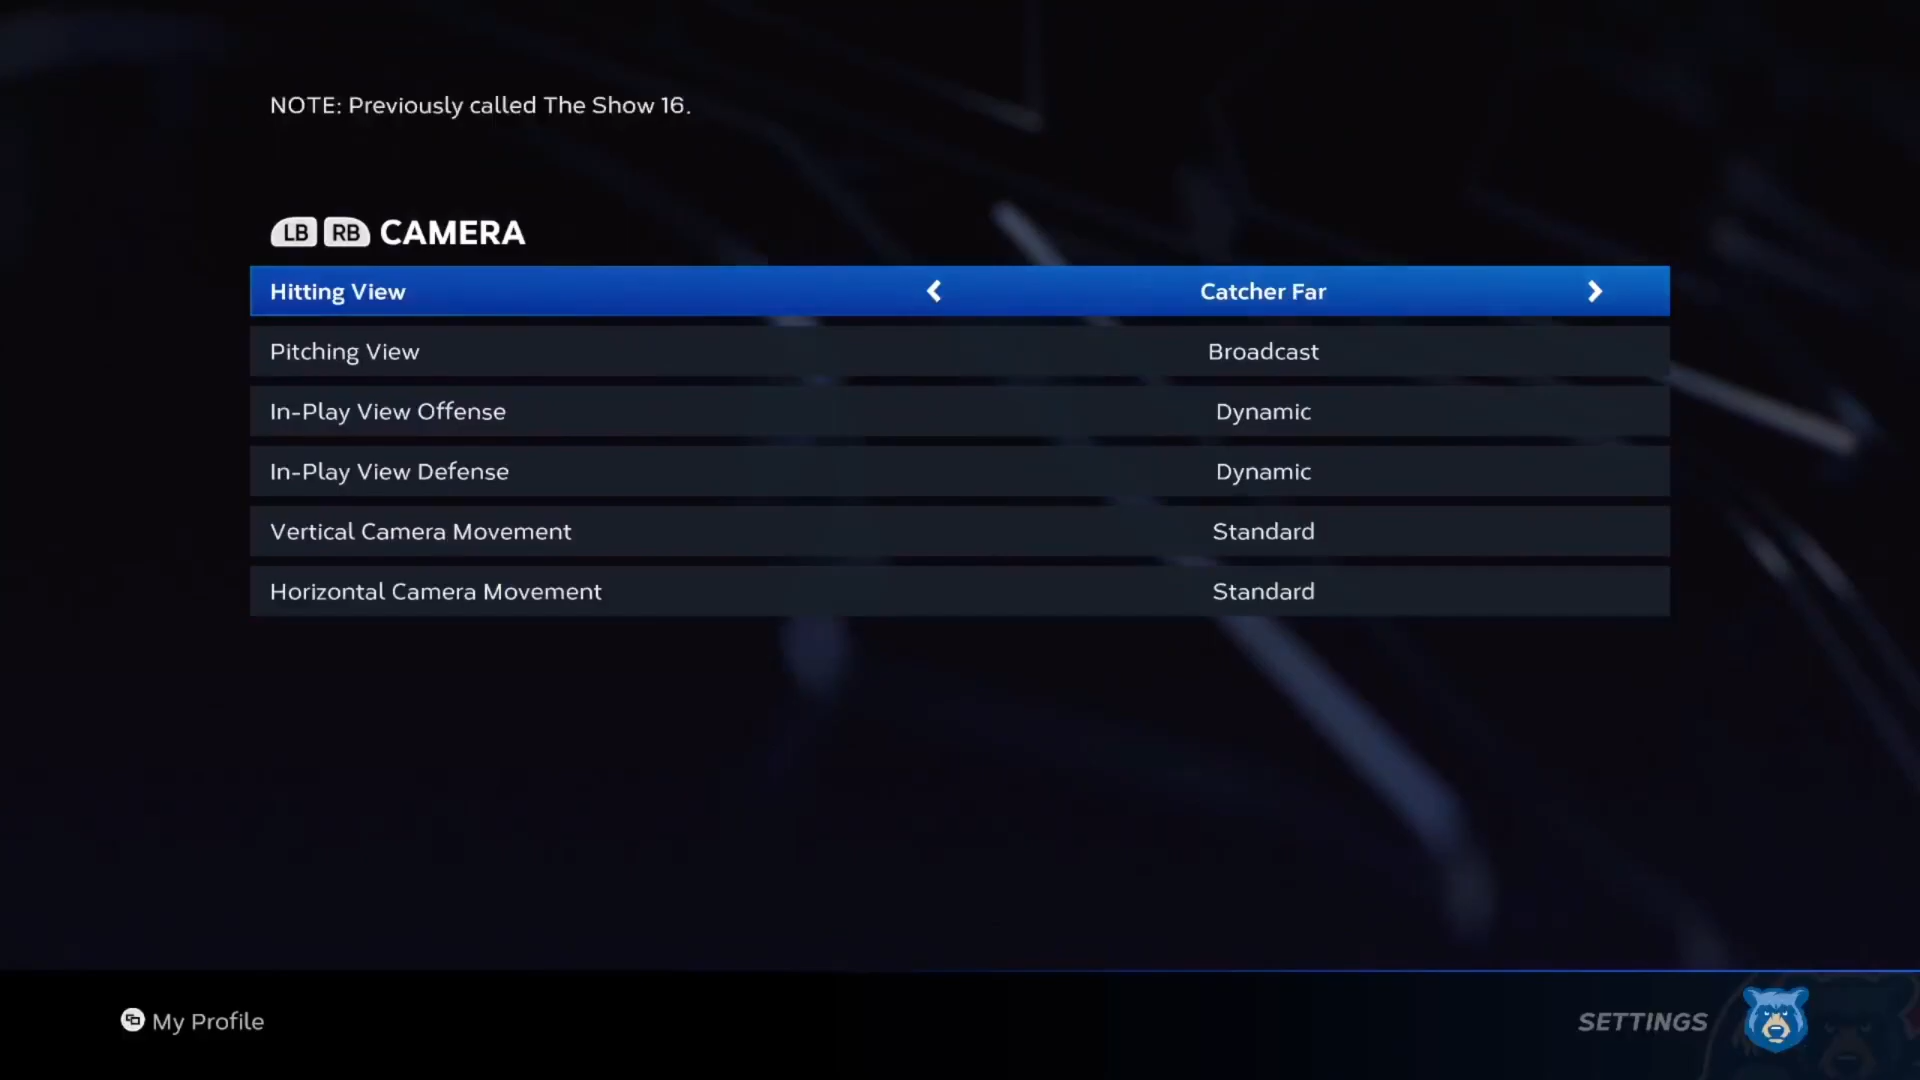 NOTE: Previously called The Show 16.
LB RB CAMERA
Hitting View Catcher Far
Pitching View Broadcast
In-Play View Offense Dynamic
In-Play View Defense Dynamic
Vertical Camera Movement Standard
Horizontal Camera Movement Standard
My Profile SETTINGS